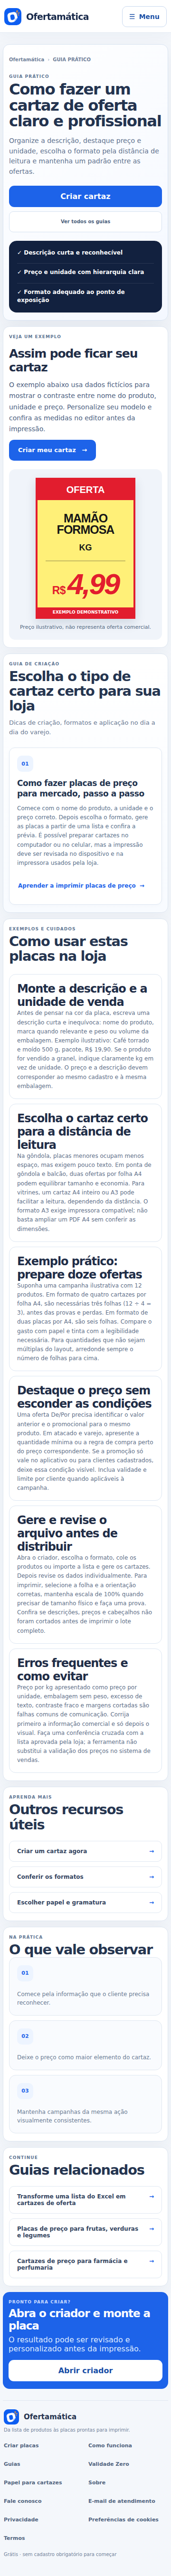 Ofertamática
☰ Menu
Ofertamática · GUIA PRÁTICO
GUIA PRÁTICO
Como fazer um
cartaz de oferta
claro e profissional
Organize a descrição, destaque preço e
unidade, escolha o formato pela distância de
leitura e mantenha um padrão entre as
ofertas.
Criar cartaz
Ver todos os guias
✓ Descrição curta e reconhecível
✓ Preço e unidade com hierarquia clara
✓ Formato adequado ao ponto de
exposição
VEJA UM EXEMPLO
Assim pode ficar seu
cartaz
O exemplo abaixo usa dados fictícios para
mostrar o contraste entre nome do produto,
unidade e preço. Personalize seu modelo e
confira as medidas no editor antes da
impressão.
Criar meu cartaz →
OFERTA
MAMÃO
FORMOSA
KG
R$ 4,99
EXEMPLO DEMONSTRATIVO
Preço ilustrativo, não representa oferta comercial.
GUIA DE CRIAÇÃO
Escolha o tipo de
cartaz certo para sua
loja
Dicas de criação, formatos e aplicação no dia a
dia do varejo.
01
Como fazer placas de preço
para mercado, passo a passo
Comece com o nome do produto, a unidade e o
preço correto. Depois escolha o formato, gere
as placas a partir de uma lista e confira a
prévia. É possível preparar cartazes no
computador ou no celular, mas a impressão
deve ser revisada no dispositivo e na
impressora usados pela loja.
Aprender a imprimir placas de preço →
EXEMPLOS E CUIDADOS
Como usar estas
placas na loja
Monte a descrição e a
unidade de venda
Antes de pensar na cor da placa, escreva uma
descrição curta e inequívoca: nome do produto,
marca quando relevante e peso ou volume da
embalagem. Exemplo ilustrativo: Café torrado
e moído 500 g, pacote, R$ 19,90. Se o produto
for vendido a granel, indique claramente kg em
vez de unidade. O preço e a descrição devem
corresponder ao mesmo cadastro e à mesma
embalagem.
Escolha o cartaz certo
para a distância de
leitura
Na gôndola, placas menores ocupam menos
espaço, mas exigem pouco texto. Em ponta de
gôndola e balcão, duas ofertas por folha A4
podem equilibrar tamanho e economia. Para
vitrines, um cartaz A4 inteiro ou A3 pode
facilitar a leitura, dependendo da distância. O
formato A3 exige impressora compatível; não
basta ampliar um PDF A4 sem conferir as
dimensões.
Exemplo prático:
prepare doze ofertas
Suponha uma campanha ilustrativa com 12
produtos. Em formato de quatro cartazes por
folha A4, são necessárias três folhas (12 ÷ 4 =
3), antes das provas e perdas. Em formato de
duas placas por A4, são seis folhas. Compare o
gasto com papel e tinta com a legibilidade
necessária. Para quantidades que não sejam
múltiplas do layout, arredonde sempre o
número de folhas para cima.
Destaque o preço sem
esconder as condições
Uma oferta De/Por precisa identificar o valor
anterior e o promocional para o mesmo
produto. Em atacado e varejo, apresente a
quantidade mínima ou a regra de compra perto
do preço correspondente. Se a promoção só
vale no aplicativo ou para clientes cadastrados,
deixe essa condição visível. Inclua validade e
limite por cliente quando aplicáveis à
campanha.
Gere e revise o
arquivo antes de
distribuir
Abra o criador, escolha o formato, cole os
produtos ou importe a lista e gere os cartazes.
Depois revise os dados individualmente. Para
imprimir, selecione a folha e a orientação
corretas, mantenha escala de 100% quando
precisar de tamanho físico e faça uma prova.
Confira se descrições, preços e cabeçalhos não
foram cortados antes de imprimir o lote
completo.
Erros frequentes e
como evitar
Preço por kg apresentado como preço por
unidade, embalagem sem peso, excesso de
texto, contraste fraco e margens cortadas são
falhas comuns de comunicação. Corrija
primeiro a informação comercial e só depois o
visual. Faça uma conferência cruzada com a
lista aprovada pela loja; a ferramenta não
substitui a validação dos preços no sistema de
vendas.
APRENDA MAIS
Outros recursos
úteis
Criar um cartaz agora →
Conferir os formatos →
Escolher papel e gramatura →
NA PRÁTICA
O que vale observar
01
Comece pela informação que o cliente precisa
reconhecer.
02
Deixe o preço como maior elemento do cartaz.
03
Mantenha campanhas da mesma ação
visualmente consistentes.
CONTINUE
Guias relacionados
Transforme uma lista do Excel em
cartazes de oferta →
Placas de preço para frutas, verduras
e legumes →
Cartazes de preço para farmácia e
perfumaria →
PRONTO PARA CRIAR?
Abra o criador e monte a
placa
O resultado pode ser revisado e
personalizado antes da impressão.
Abrir criador
Ofertamática
Da lista de produtos às placas prontas para imprimir.
Criar placas
Como funciona
Guias
Validade Zero
Papel para cartazes
Sobre
Fale conosco
E-mail de atendimento
Privacidade
Preferências de cookies
Termos
Grátis · sem cadastro obrigatório para começar